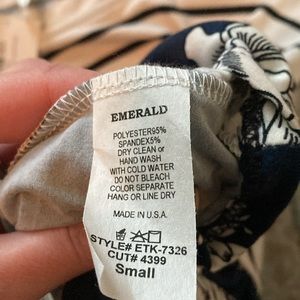 EMERALD
POLYESTER95%
SPANDEX5%
DRY CLEAN or
HAND WASH
WITH COLD WATER
DO NOT BLEACH
COLOR SEPARATE
HANG OR LINE DRY
MADE IN U.S.A.
STYLE# ETK-7326
CUT# 4399
Small